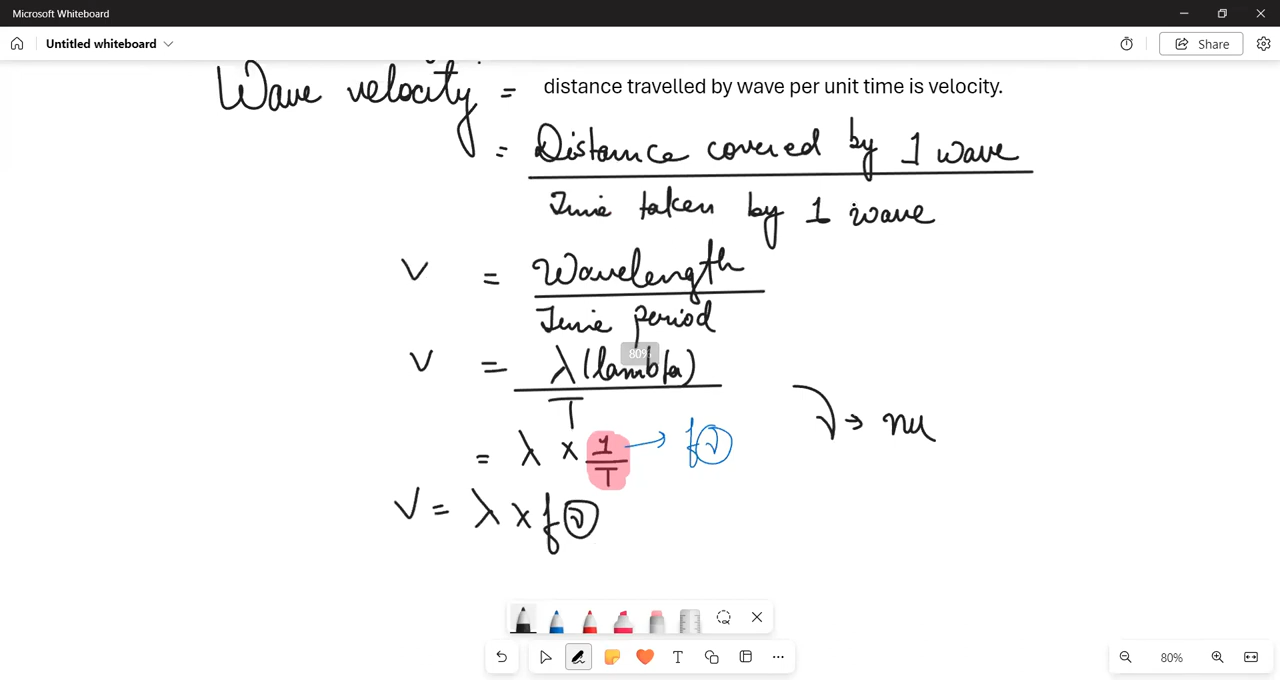 Microsoft Whiteboard
Untitled whiteboard
Share
Wave velocity = distance travelled by wave per unit time is velocity.
= Distance covered by 1 wave
Time taken by 1 wave
V = Wavelength
Time period
80%
V = λ (lambda)
T
= λ × 1/T → f ν
ν → nu
V = λ × f ν
80%